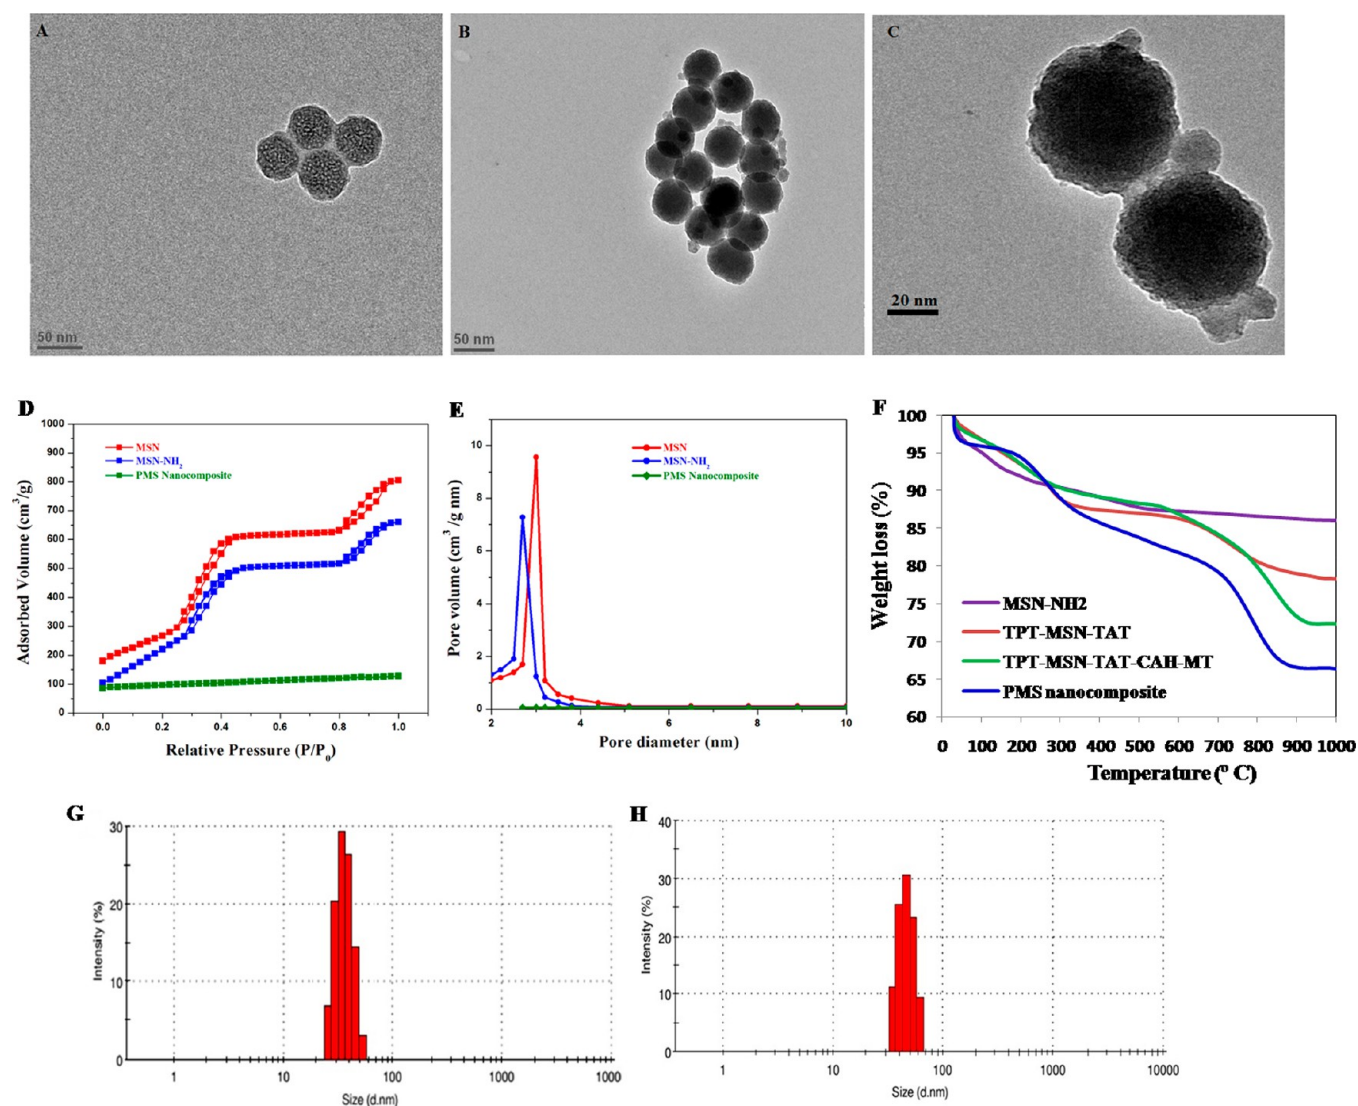 A
50 nm
B
50 nm
C
20 nm
D
1000
900
800
700
600
500
400
300
200
100
0
Adsorbed Volume (cm³/g)
MSN
MSN-NH₂
PMS Nanocomposite
0.0
0.2
0.4
0.6
0.8
1.0
Relative Pressure (P/P₀)
E
10
8
6
4
2
0
Pore volume (cm³/g nm)
MSN
MSN-NH₂
PMS Nanocomposite
2
4
6
8
10
Pore diameter (nm)
F
100
95
90
85
80
75
70
65
60
Weight loss (%)
MSN-NH2
TPT-MSN-TAT
TPT-MSN-TAT-CAH-MT
PMS nanocomposite
0 100 200 300 400 500 600 700 800 900 1000
Temperature (º C)
G
30
20
10
0
Intensity (%)
1
10
100
1000
1000
Size (d.nm)
H
40
30
20
10
0
Intensity (%)
1
10
100
1000
10000
Size (d.nm)